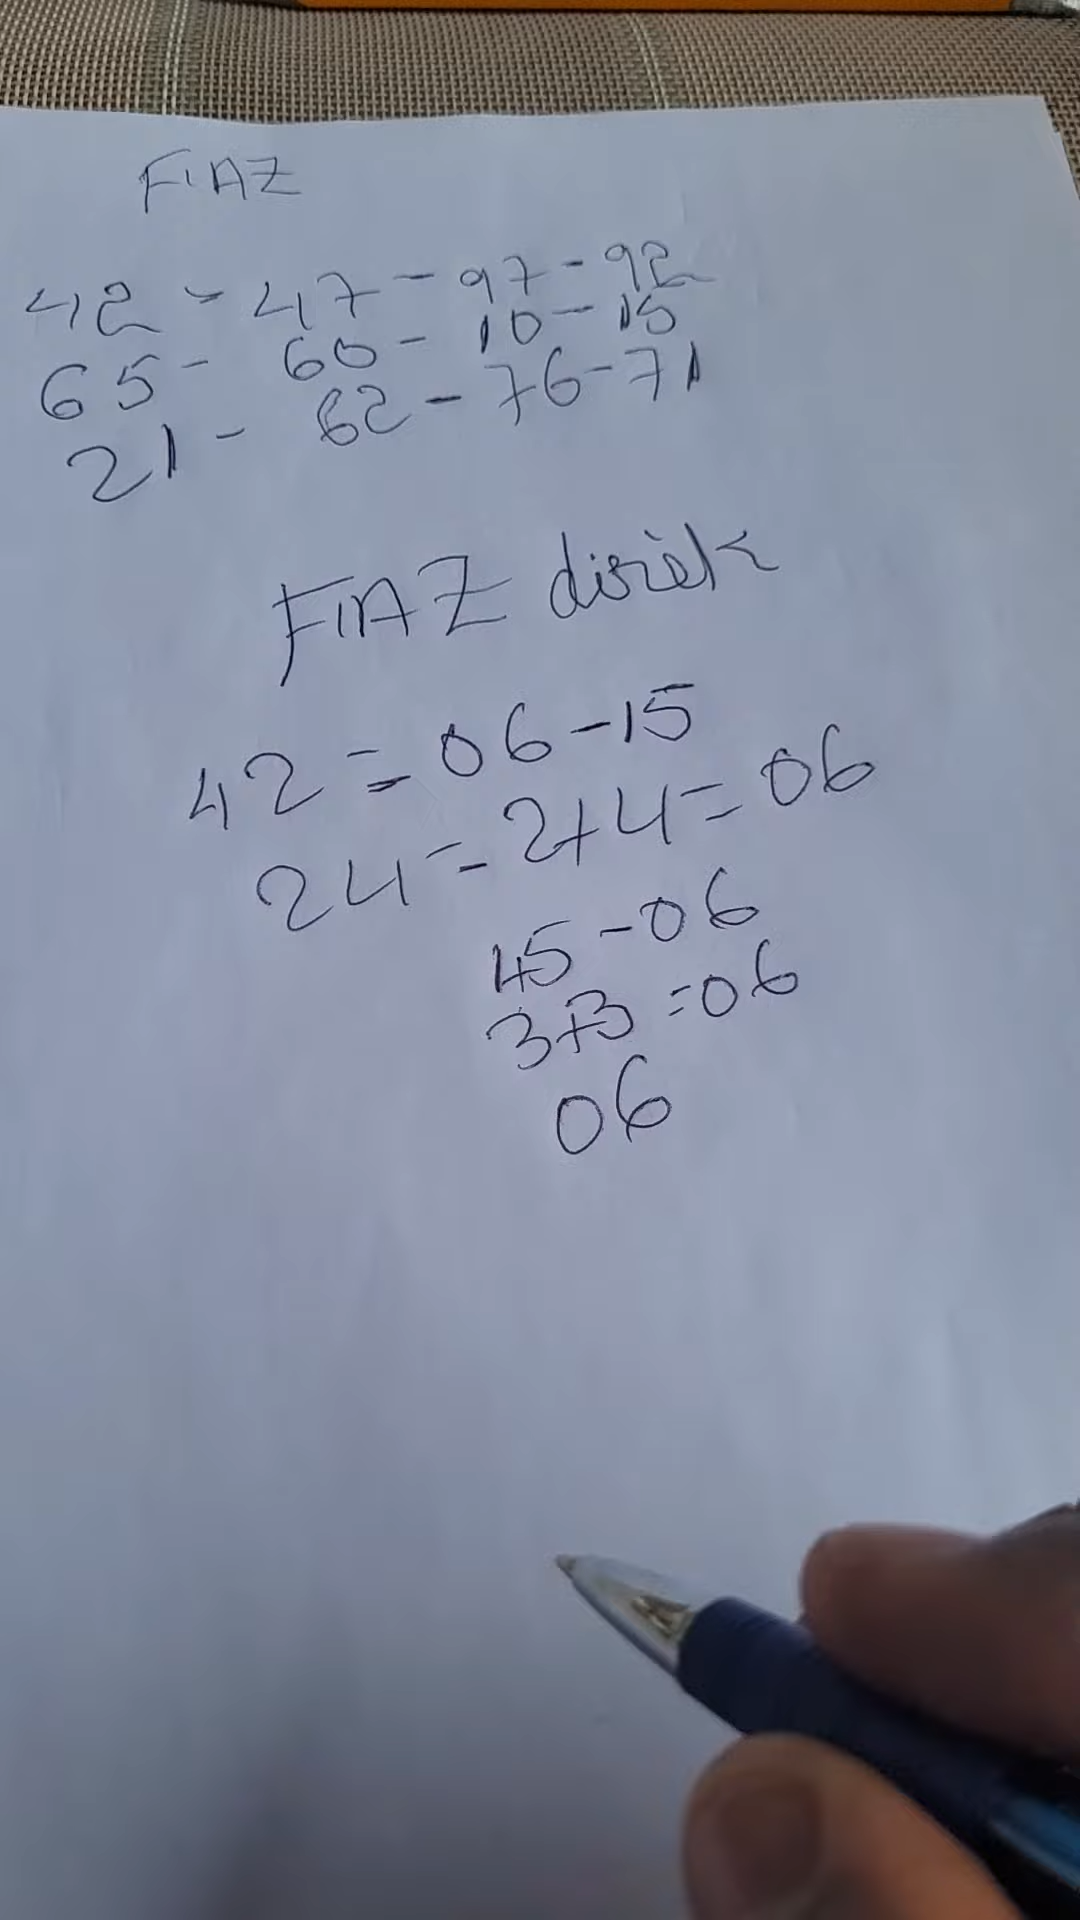 FIAZ
42 - 47 - 97 - 92
65 - 60 - 10 - 15
21 - 62 - 76 - 71
FIAZ dirèk
42 = 06 - 15
24 = 2+4 = 06
15 - 06
3+3 = 06
06